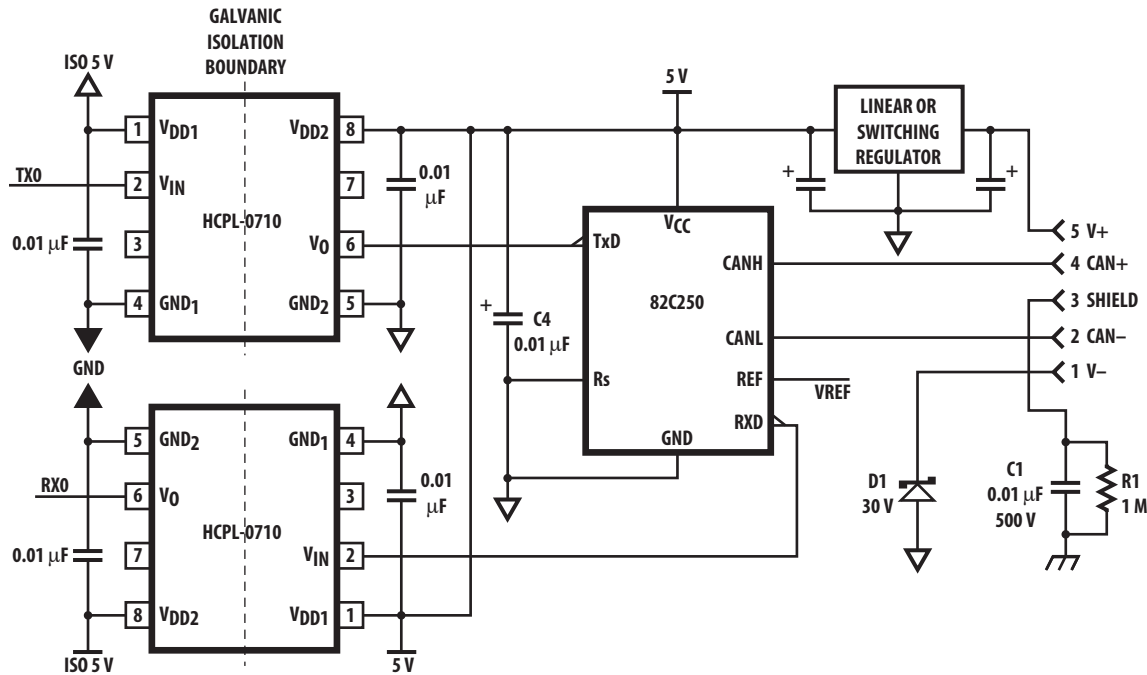 GALVANIC
ISOLATION
BOUNDARY
ISO 5 V
1 VDD1
VDD2 8
TX0
2 VIN
7
HCPL-0710
0.01 μF
3
VO 6
4 GND1
GND2 5
0.01
μF
GND
5 GND2
GND1 4
RX0
6 VO
3
HCPL-0710
0.01 μF
7
VIN 2
8 VDD2
VDD1 1
0.01
μF
ISO 5 V
5 V
5 V
+
C4
0.01 μF
VCC
TxD
CANH
82C250
CANL
Rs
REF
VREF
RXD
GND
LINEAR OR
SWITCHING
REGULATOR
+
+
5 V+
4 CAN+
3 SHIELD
2 CAN–
1 V–
D1
30 V
C1
0.01 μF
500 V
R1
1 M